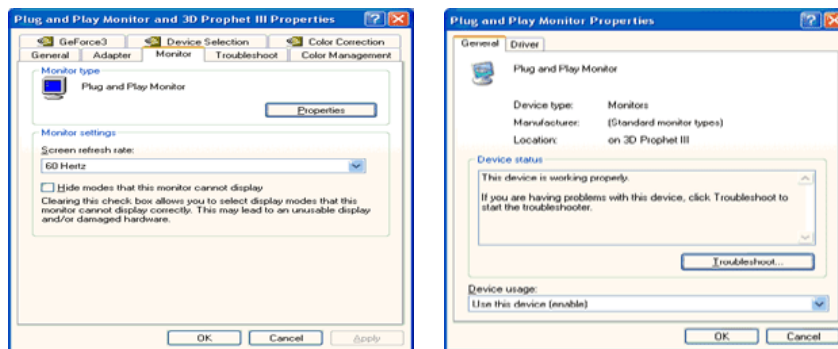 Plug and Play Monitor and 3D Prophet III Properties
GeForce3
Device Selection
Color Correction
General
Adapter
Monitor
Troubleshoot
Color Management
Monitor type
Plug and Play Monitor
Properties
Monitor settings
Screen refresh rate:
60 Hertz
Hide modes that this monitor cannot display
Clearing this check box allows you to select display modes that this
monitor cannot display correctly. This may lead to an unusable display
and/or damaged hardware.
OK
Cancel
Apply
Plug and Play Monitor Properties
General
Driver
Plug and Play Monitor
Device type: Monitors
Manufacturer: (Standard monitor types)
Location: on 3D Prophet III
Device status
This device is working properly.
If you are having problems with this device, click Troubleshoot to
start the troubleshooter.
Troubleshoot...
Device usage:
Use this device (enable)
OK
Cancel